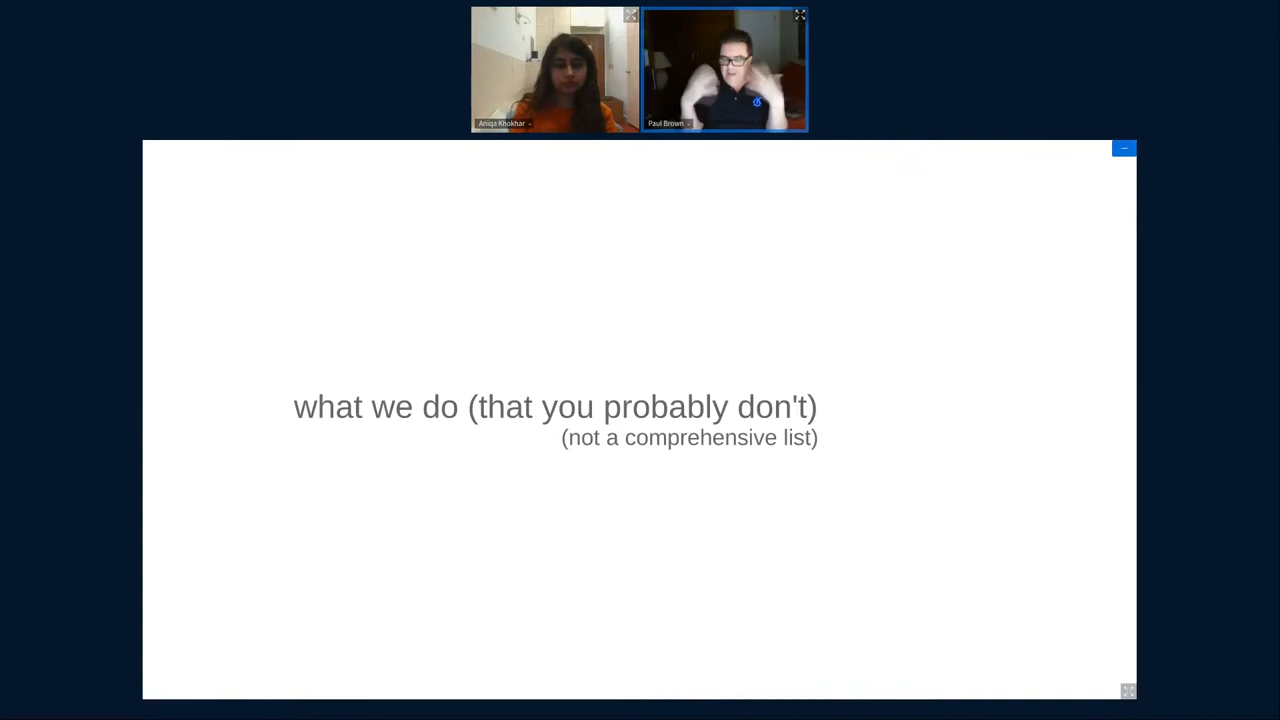 Aniqa Khokhar
Paul Brown
what we do (that you probably don't)
(not a comprehensive list)